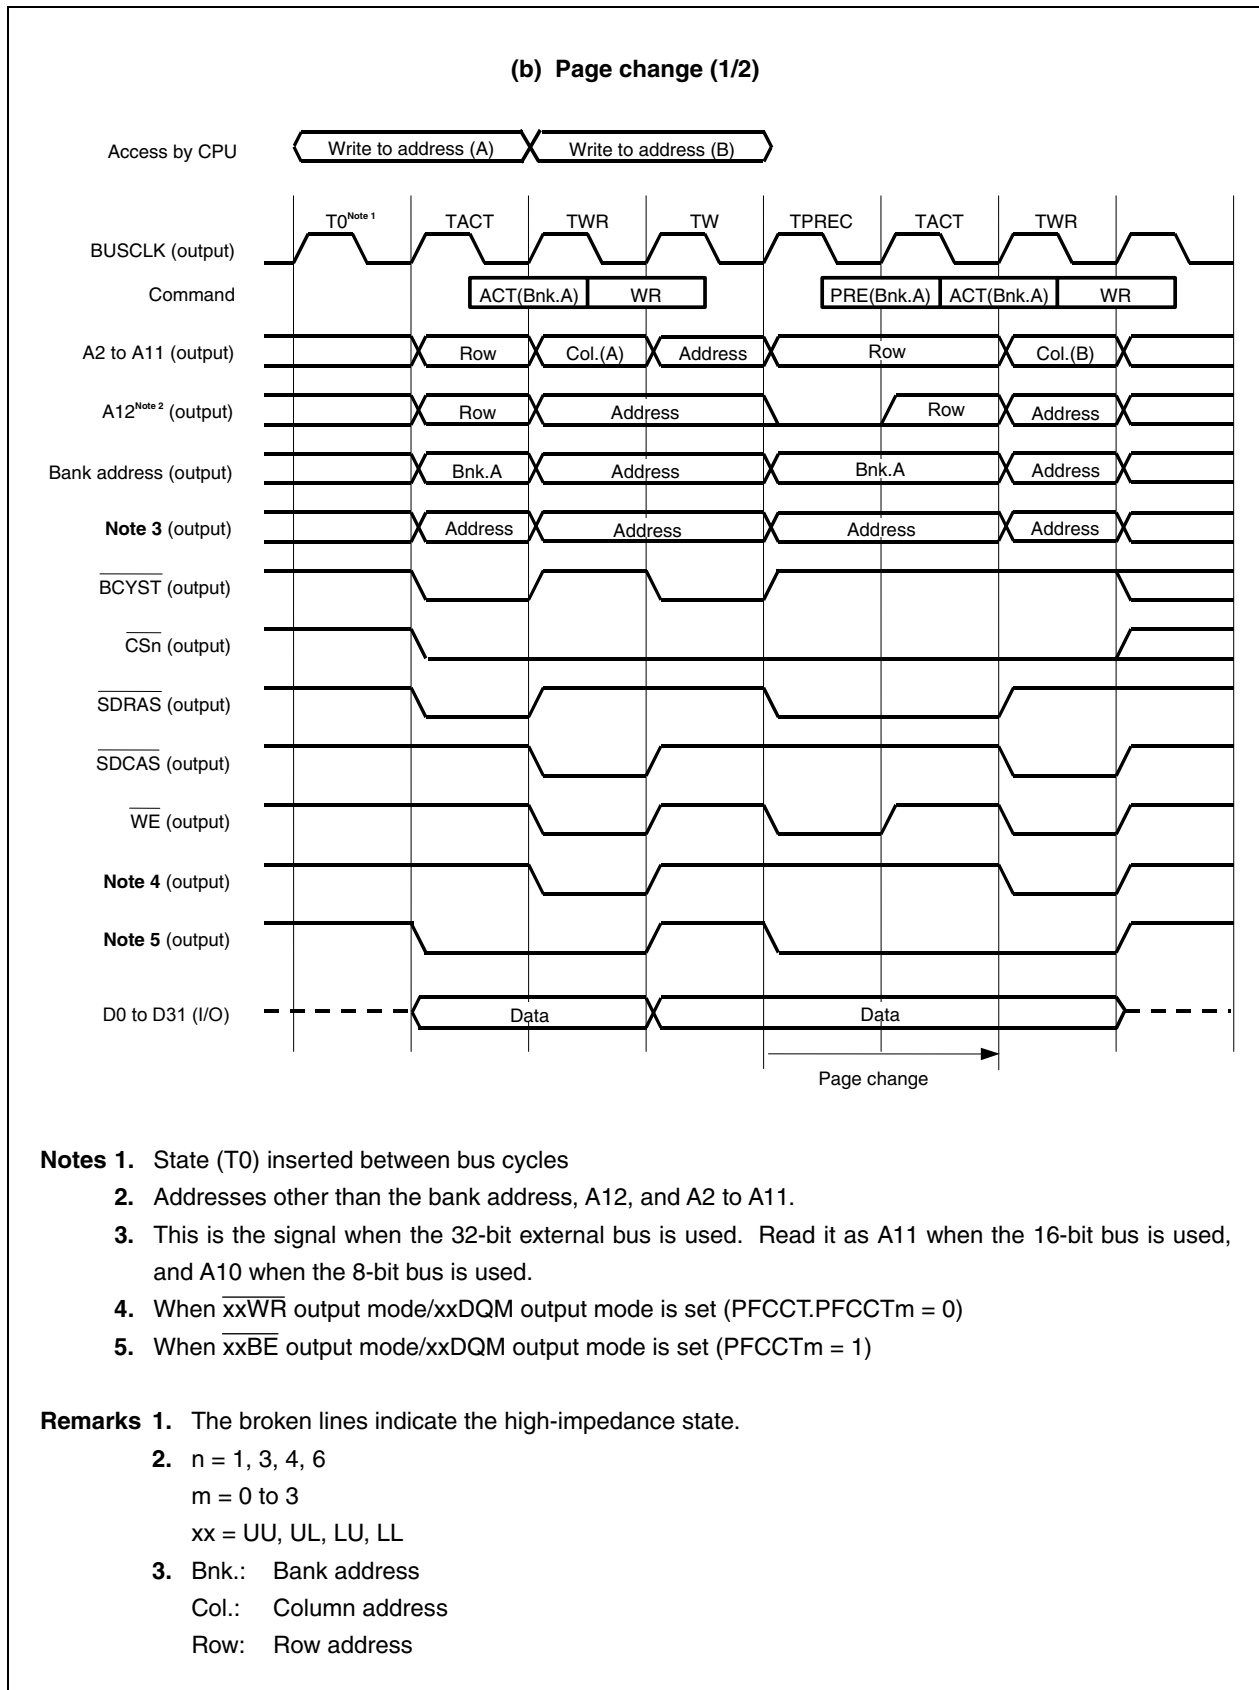 (b) Page change (1/2)
Access by CPU
Write to address (A) Write to address (B)
T0Note 1 TACT TWR TW TPREC TACT TWR
BUSCLK (output)
Command ACT(Bnk.A) WR PRE(Bnk.A) ACT(Bnk.A) WR
A2 to A11 (output) Row Col.(A) Address Row Col.(B)
A12Note 2 (output) Row Address Row Address
Bank address (output) Bnk.A Address Bnk.A Address
Note 3 (output) Address Address Address Address
BCYST (output)
CSn (output)
SDRAS (output)
SDCAS (output)
WE (output)
Note 4 (output)
Note 5 (output)
D0 to D31 (I/O) Data Data
Page change
Notes 1. State (T0) inserted between bus cycles
2. Addresses other than the bank address, A12, and A2 to A11.
3. This is the signal when the 32-bit external bus is used. Read it as A11 when the 16-bit bus is used,
and A10 when the 8-bit bus is used.
4. When xxWR output mode/xxDQM output mode is set (PFCCT.PFCCTm = 0)
5. When xxBE output mode/xxDQM output mode is set (PFCCTm = 1)
Remarks 1. The broken lines indicate the high-impedance state.
2. n = 1, 3, 4, 6
m = 0 to 3
xx = UU, UL, LU, LL
3. Bnk.: Bank address
Col.: Column address
Row: Row address